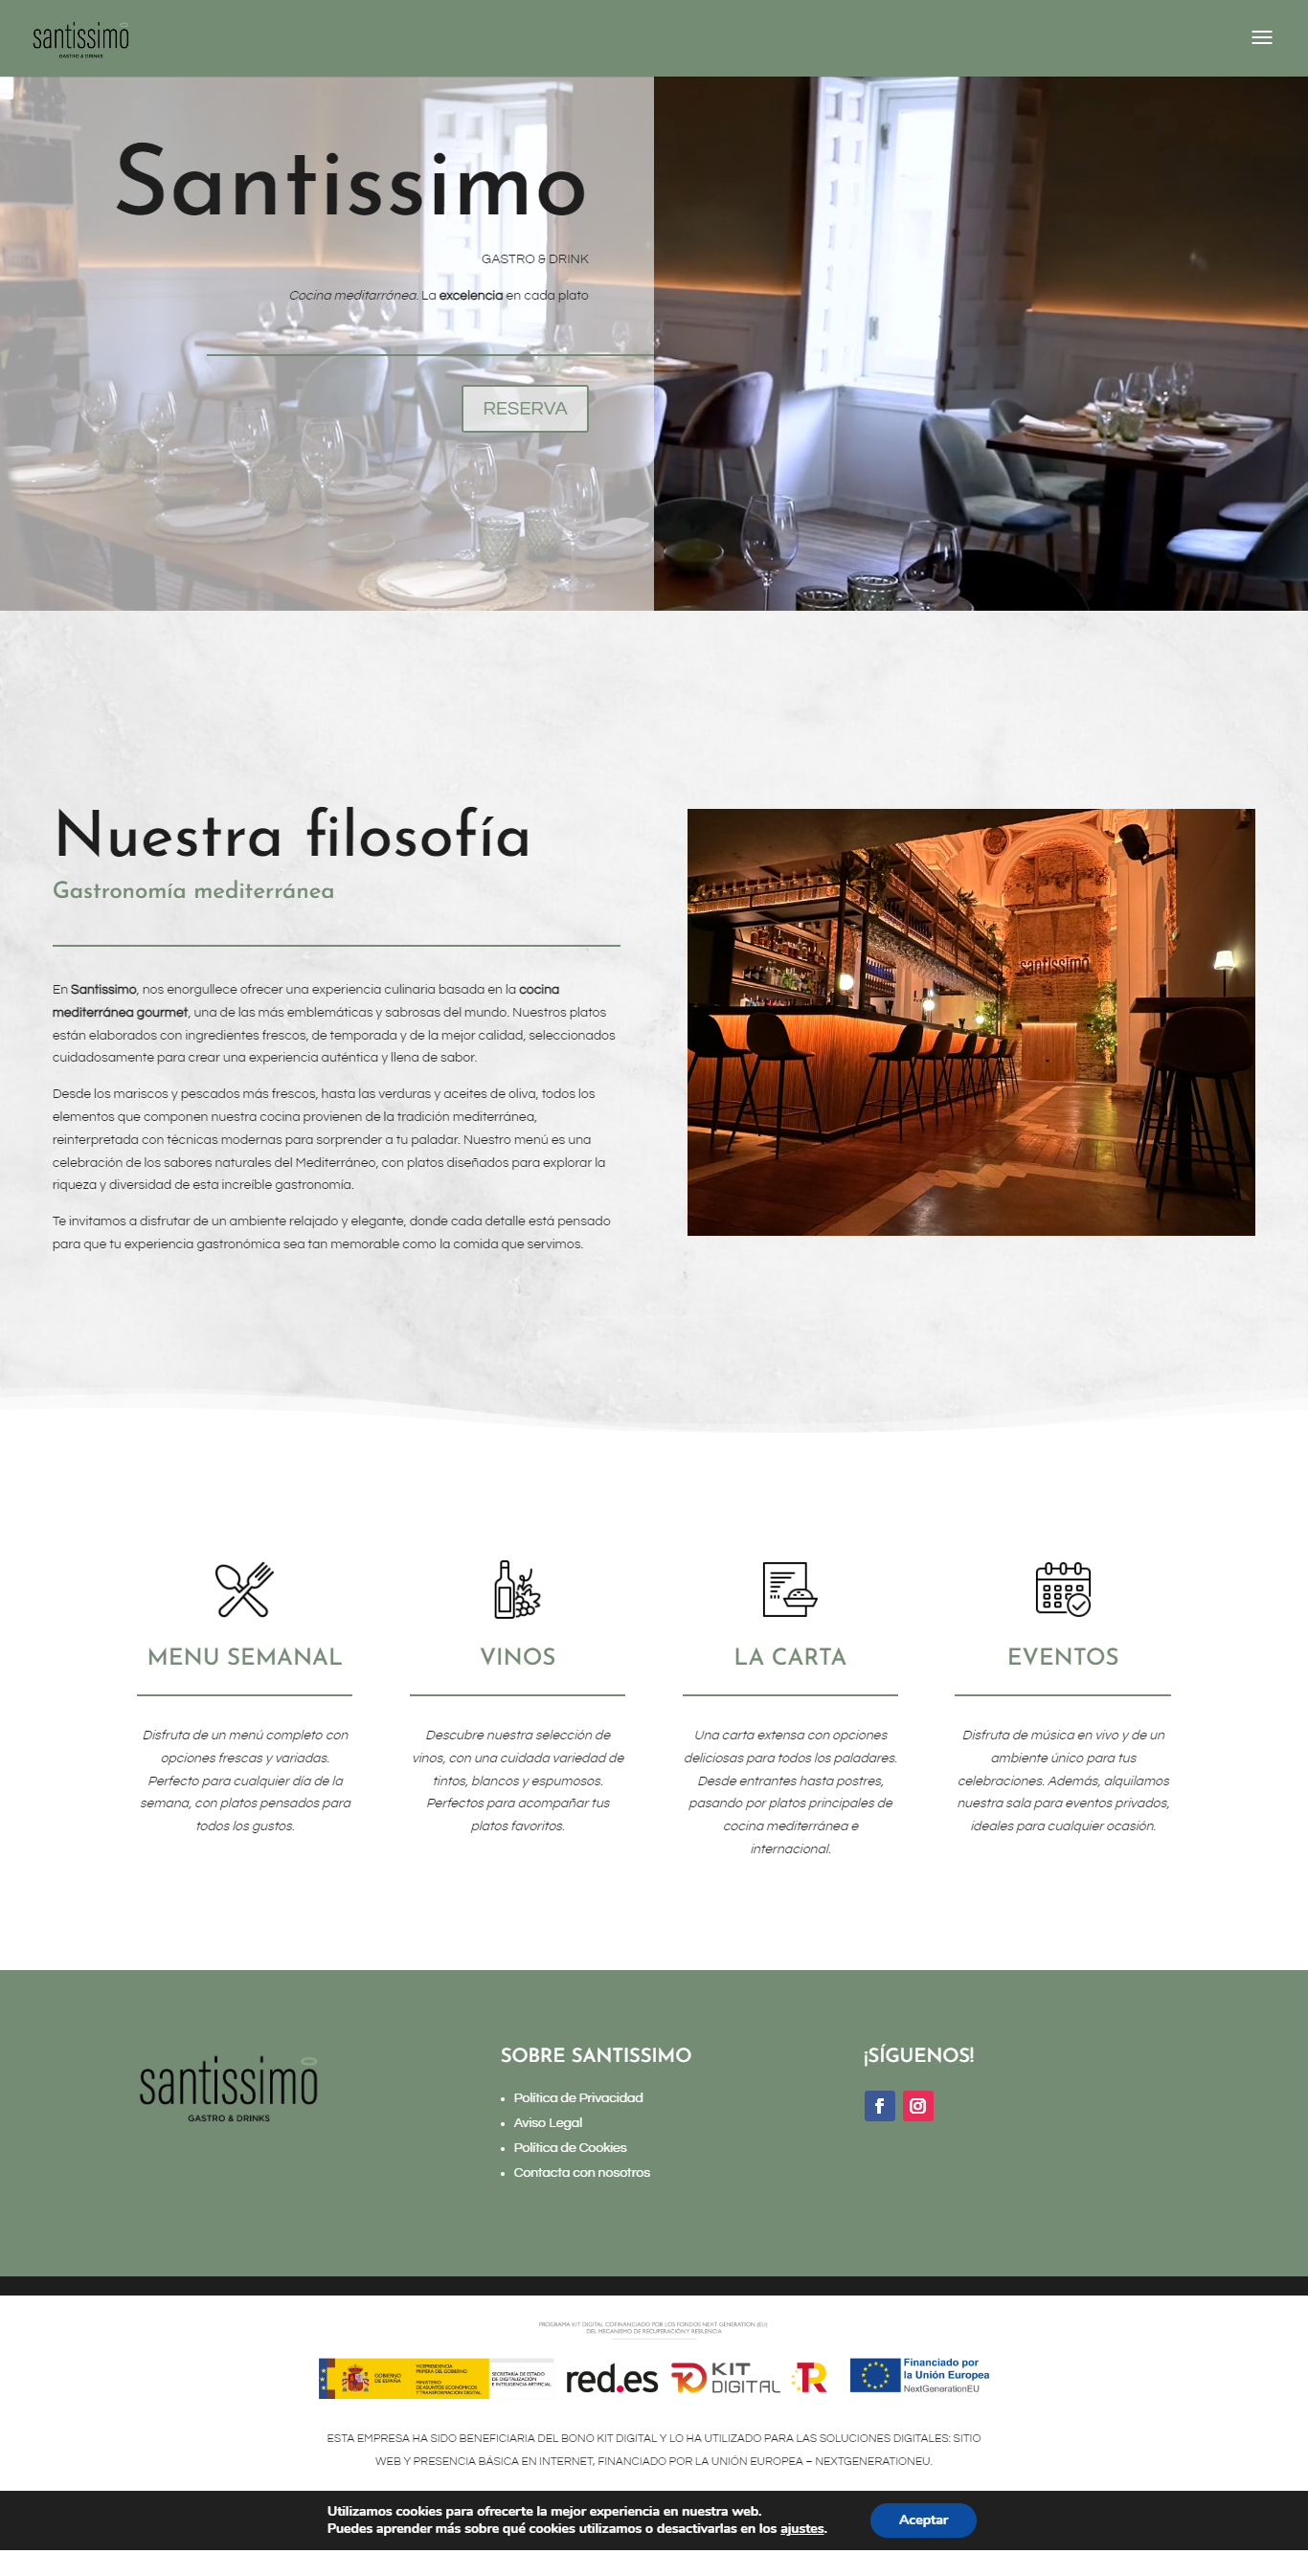 santissimo
GASTRO & DRINKS
Santissimo
GASTRO & DRINK
Cocina meditarránea. La excelencia en cada plato
RESERVA
Nuestra filosofía
Gastronomía mediterránea
En Santissimo, nos enorgullece ofrecer una experiencia culinaria basada en la cocina
mediterránea gourmet, una de las más emblemáticas y sabrosas del mundo. Nuestros platos
están elaborados con ingredientes frescos, de temporada y de la mejor calidad, seleccionados
cuidadosamente para crear una experiencia auténtica y llena de sabor.
Desde los mariscos y pescados más frescos, hasta las verduras y aceites de oliva, todos los
elementos que componen nuestra cocina provienen de la tradición mediterránea,
reinterpretada con técnicas modernas para sorprender a tu paladar. Nuestro menú es una
celebración de los sabores naturales del Mediterráneo, con platos diseñados para explorar la
riqueza y diversidad de esta increíble gastronomía.
Te invitamos a disfrutar de un ambiente relajado y elegante, donde cada detalle está pensado
para que tu experiencia gastronómica sea tan memorable como la comida que servimos.
santissimo
MENU SEMANAL
Disfruta de un menú completo con
opciones frescas y variadas.
Perfecto para cualquier día de la
semana, con platos pensados para
todos los gustos.
VINOS
Descubre nuestra selección de
vinos, con una cuidada variedad de
tintos, blancos y espumosos.
Perfectos para acompañar tus
platos favoritos.
LA CARTA
Una carta extensa con opciones
deliciosas para todos los paladares.
Desde entrantes hasta postres,
pasando por platos principales de
cocina mediterránea e
internacional.
EVENTOS
Disfruta de música en vivo y de un
ambiente único para tus
celebraciones. Además, alquilamos
nuestra sala para eventos privados,
ideales para cualquier ocasión.
santissimo
GASTRO & DRINKS
SOBRE SANTISSIMO
Política de Privacidad
Aviso Legal
Política de Cookies
Contacta con nosotros
¡SÍGUENOS!
PROGRAMA KIT DIGITAL COFINANCIADO POR LOS FONDOS NEXT GENERATION (EU)
DEL MECANISMO DE RECUPERACIÓN Y RESILENCIA
GOBIERNO
DE ESPAÑA
VICEPRESIDENCIA
PRIMERA DEL GOBIERNO
MINISTERIO
DE ASUNTOS ECONÓMICOS
Y TRANSFORMACIÓN DIGITAL
SECRETARÍA DE ESTADO
DE DIGITALIZACIÓN
E INTELIGENCIA ARTIFICIAL
red.es
KIT
DIGITAL
Financiado por
la Unión Europea
NextGenerationEU
ESTA EMPRESA HA SIDO BENEFICIARIA DEL BONO KIT DIGITAL Y LO HA UTILIZADO PARA LAS SOLUCIONES DIGITALES: SITIO
WEB Y PRESENCIA BÁSICA EN INTERNET, FINANCIADO POR LA UNIÓN EUROPEA – NEXTGENERATIONEU.
Utilizamos cookies para ofrecerte la mejor experiencia en nuestra web.
Puedes aprender más sobre qué cookies utilizamos o desactivarlas en los ajustes.
Aceptar